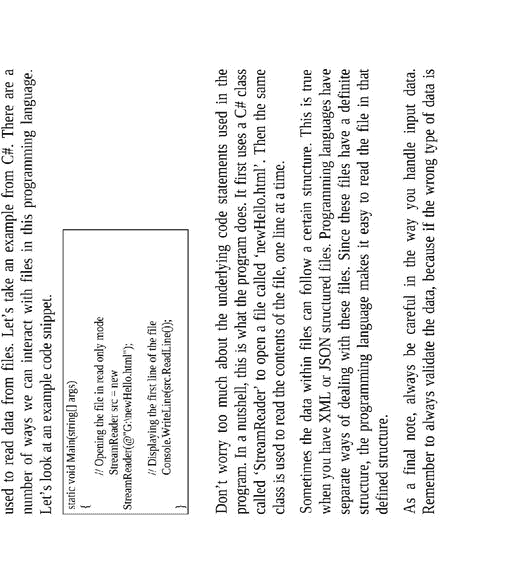 used to read data from files. Let’s take an example from C#. There are a
number of ways we can interact with files in this programming language.
Let’s look at an example code snippet.
static void Main(string[] args)
{
// Opening the file in read only mode
StreamReader src = new
StreamReader(@"G:\newHello.html");
// Displaying the first line of the file
Console.WriteLine(src.ReadLine());
}
Don’t worry too much about the underlying code statements used in the
program. In a nutshell, this is what the program does. It first uses a C# class
called ‘StreamReader’ to open a file called ‘newHello.html’. Then the same
class is used to read the contents of the file, one line at a time.
Sometimes the data within files can follow a certain structure. This is true
when you have XML or JSON structured files. Programming languages have
separate ways of dealing with these files. Since these files have a definite
structure, the programming language makes it easy to read the file in that
defined structure.
As a final note, always be careful in the way you handle input data.
Remember to always validate the data, because if the wrong type of data is